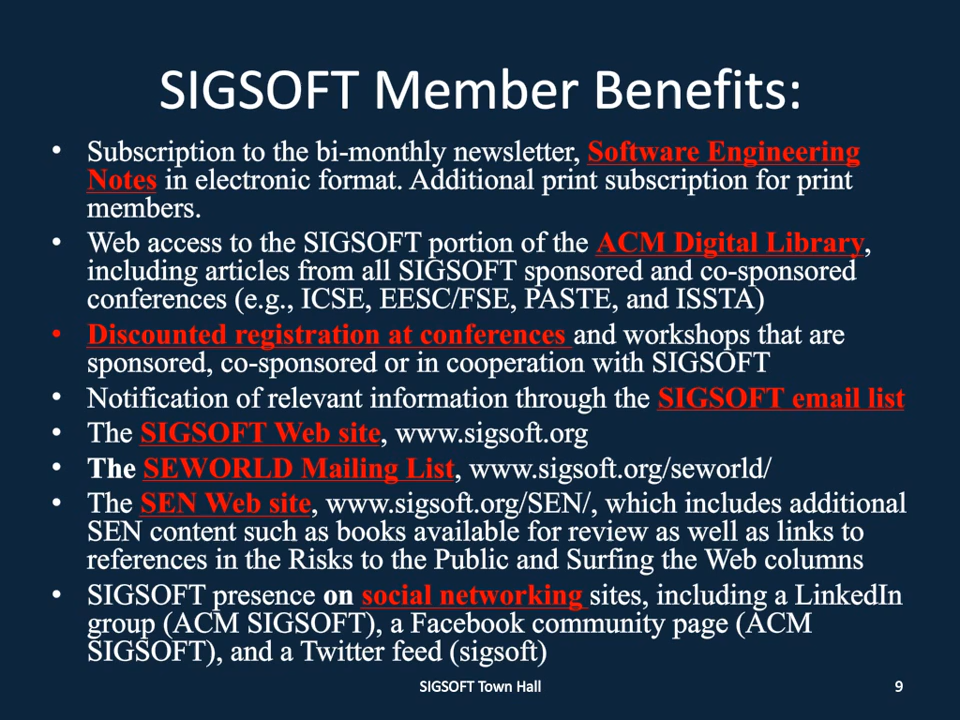 SIGSOFT Member Benefits:
• Subscription to the bi-monthly newsletter, Software Engineering
Notes in electronic format. Additional print subscription for print
members.
• Web access to the SIGSOFT portion of the ACM Digital Library,
including articles from all SIGSOFT sponsored and co-sponsored
conferences (e.g., ICSE, EESC/FSE, PASTE, and ISSTA)
• Discounted registration at conferences and workshops that are
sponsored, co-sponsored or in cooperation with SIGSOFT
• Notification of relevant information through the SIGSOFT email list
• The SIGSOFT Web site, www.sigsoft.org
• The SEWORLD Mailing List, www.sigsoft.org/seworld/
• The SEN Web site, www.sigsoft.org/SEN/, which includes additional
SEN content such as books available for review as well as links to
references in the Risks to the Public and Surfing the Web columns
• SIGSOFT presence on social networking sites, including a LinkedIn
group (ACM SIGSOFT), a Facebook community page (ACM
SIGSOFT), and a Twitter feed (sigsoft)
SIGSOFT Town Hall
9